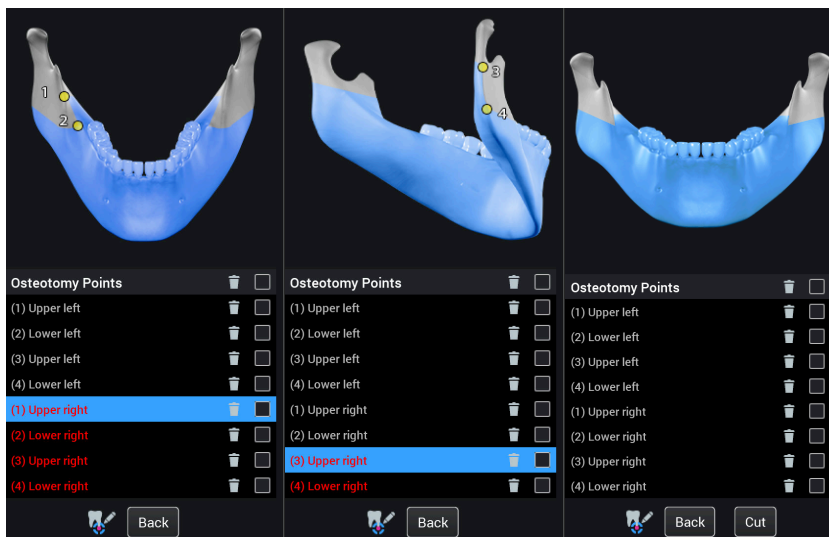 1
2
Osteotomy Points
(1) Upper left
(2) Lower left
(3) Upper left
(4) Lower left
(1) Upper right
(2) Lower right
(3) Upper right
(4) Lower right
Back
3
4
Osteotomy Points
(1) Upper left
(2) Lower left
(3) Upper left
(4) Lower left
(1) Upper right
(2) Lower right
(3) Upper right
(4) Lower right
Back
Osteotomy Points
(1) Upper left
(2) Lower left
(3) Upper left
(4) Lower left
(1) Upper right
(2) Lower right
(3) Upper right
(4) Lower right
Back Cut